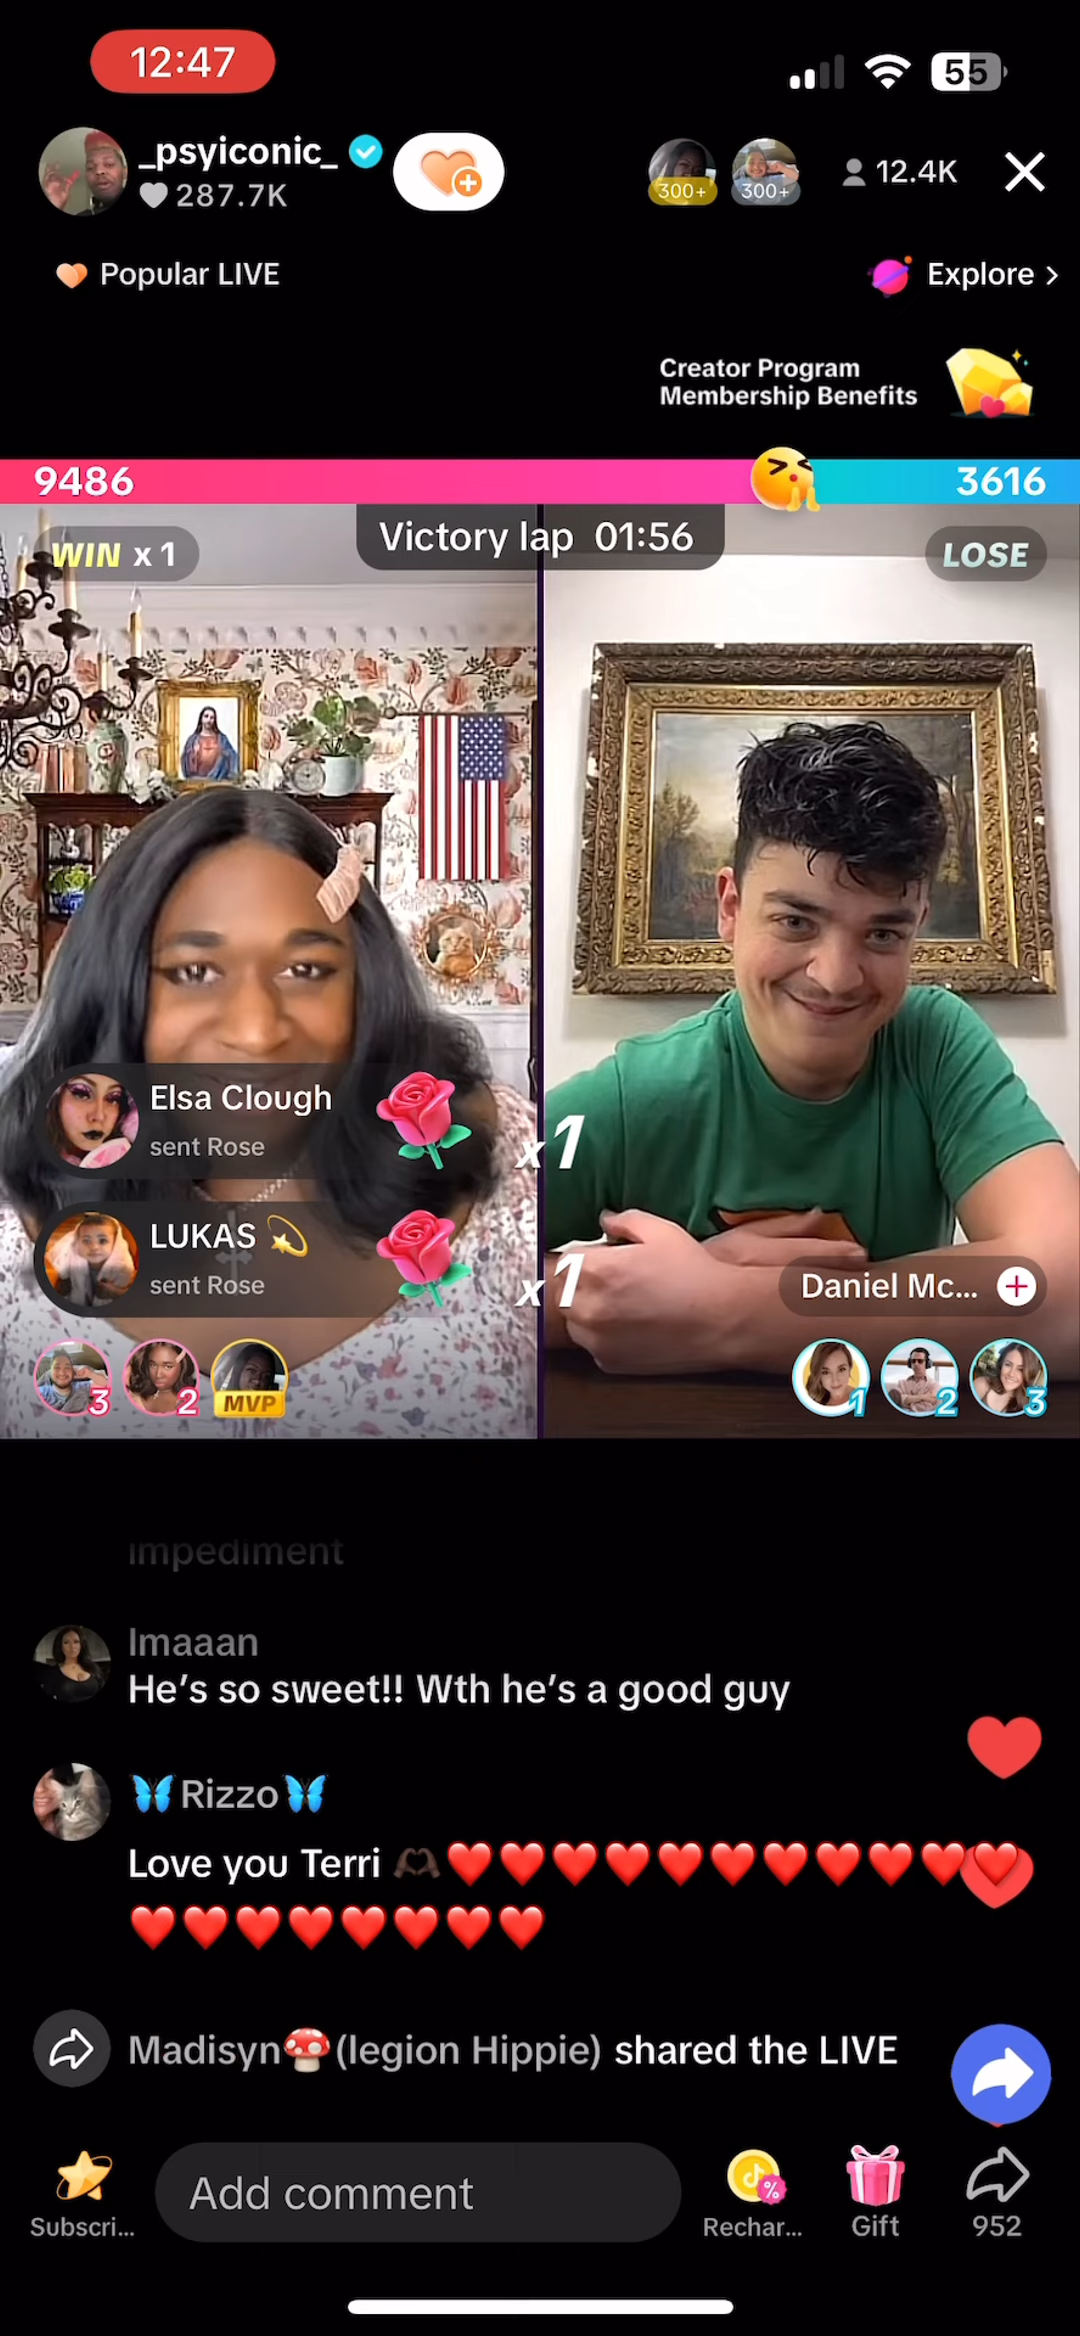 12:47
55
_psyiconic_
287.7K
300+
300+
12.4K
Popular LIVE
Explore >
Creator Program
Membership Benefits
9486
3616
WIN x 1
Victory lap 01:56
LOSE
Elsa Clough
sent Rose
x1
LUKAS 💫
sent Rose
x1
Daniel Mc...
3
2
MVP
1
2
3
impediment
Imaaan
He's so sweet!! Wth he's a good guy
🦋Rizzo🦋
Love you Terri 🫶🏿❤️❤️❤️❤️❤️❤️❤️❤️❤️❤️❤️
❤️❤️❤️❤️❤️❤️❤️❤️
Madisyn🍄(legion Hippie) shared the LIVE
Add comment
Subscri...
Rechar...
Gift
952